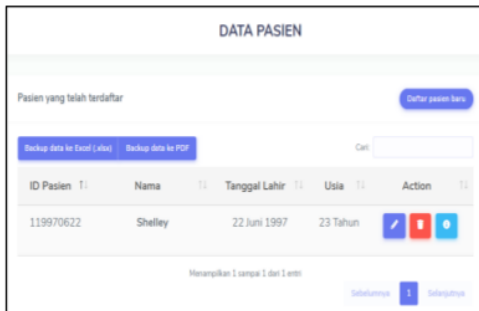 DATA PASIEN
Pasien yang telah terdaftar
Daftar pasien baru
Backup data ke Excel (.xlsx) Backup data ke PDF
Cari:
ID Pasien Nama Tanggal Lahir Usia Action
119970622 Shelley 22 Juni 1997 23 Tahun
Menampilkan 1 sampai 1 dari 1 entri
Sebelumnya 1 Selanjutnya